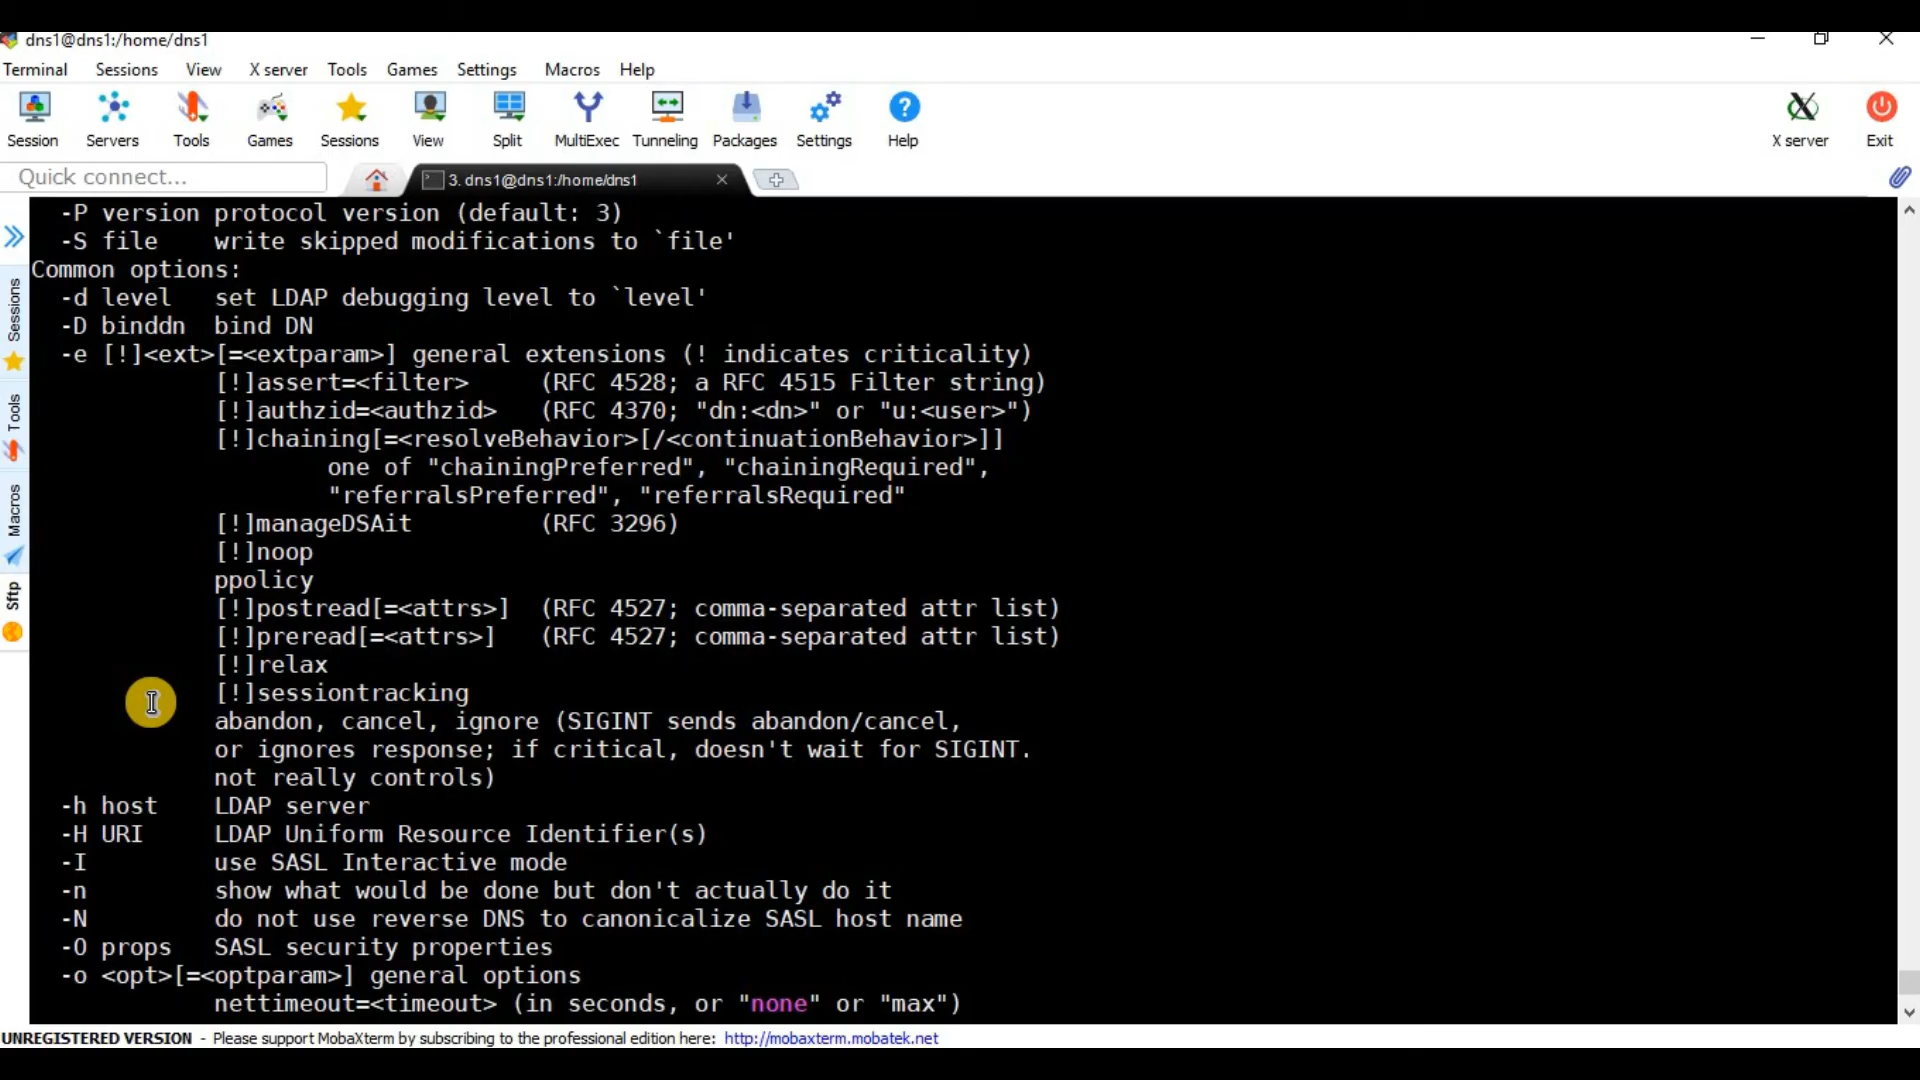 dns1@dns1:/home/dns1
Terminal Sessions View X server Tools Games Settings Macros Help
Session Servers Tools Games Sessions View Split MultiExec Tunneling Packages Settings Help X server Exit
Quick connect...
3. dns1@dns1:/home/dns1
Sessions
Tools
Macros
Sftp
-P version protocol version (default: 3)
-S file write skipped modifications to `file'
Common options:
-d level set LDAP debugging level to `level'
-D binddn bind DN
-e [!]<ext>[=<extparam>] general extensions (! indicates criticality)
[!]assert=<filter> (RFC 4528; a RFC 4515 Filter string)
[!]authzid=<authzid> (RFC 4370; "dn:<dn>" or "u:<user>")
[!]chaining[=<resolveBehavior>[/<continuationBehavior>]]
one of "chainingPreferred", "chainingRequired",
"referralsPreferred", "referralsRequired"
[!]manageDSAit (RFC 3296)
[!]noop
ppolicy
[!]postread[=<attrs>] (RFC 4527; comma-separated attr list)
[!]preread[=<attrs>] (RFC 4527; comma-separated attr list)
[!]relax
[!]sessiontracking
abandon, cancel, ignore (SIGINT sends abandon/cancel,
or ignores response; if critical, doesn't wait for SIGINT.
not really controls)
-h host LDAP server
-H URI LDAP Uniform Resource Identifier(s)
-I use SASL Interactive mode
-n show what would be done but don't actually do it
-N do not use reverse DNS to canonicalize SASL host name
-O props SASL security properties
-o <opt>[=<optparam>] general options
nettimeout=<timeout> (in seconds, or "none" or "max")
UNREGISTERED VERSION - Please support MobaXterm by subscribing to the professional edition here: http://mobaxterm.mobatek.net